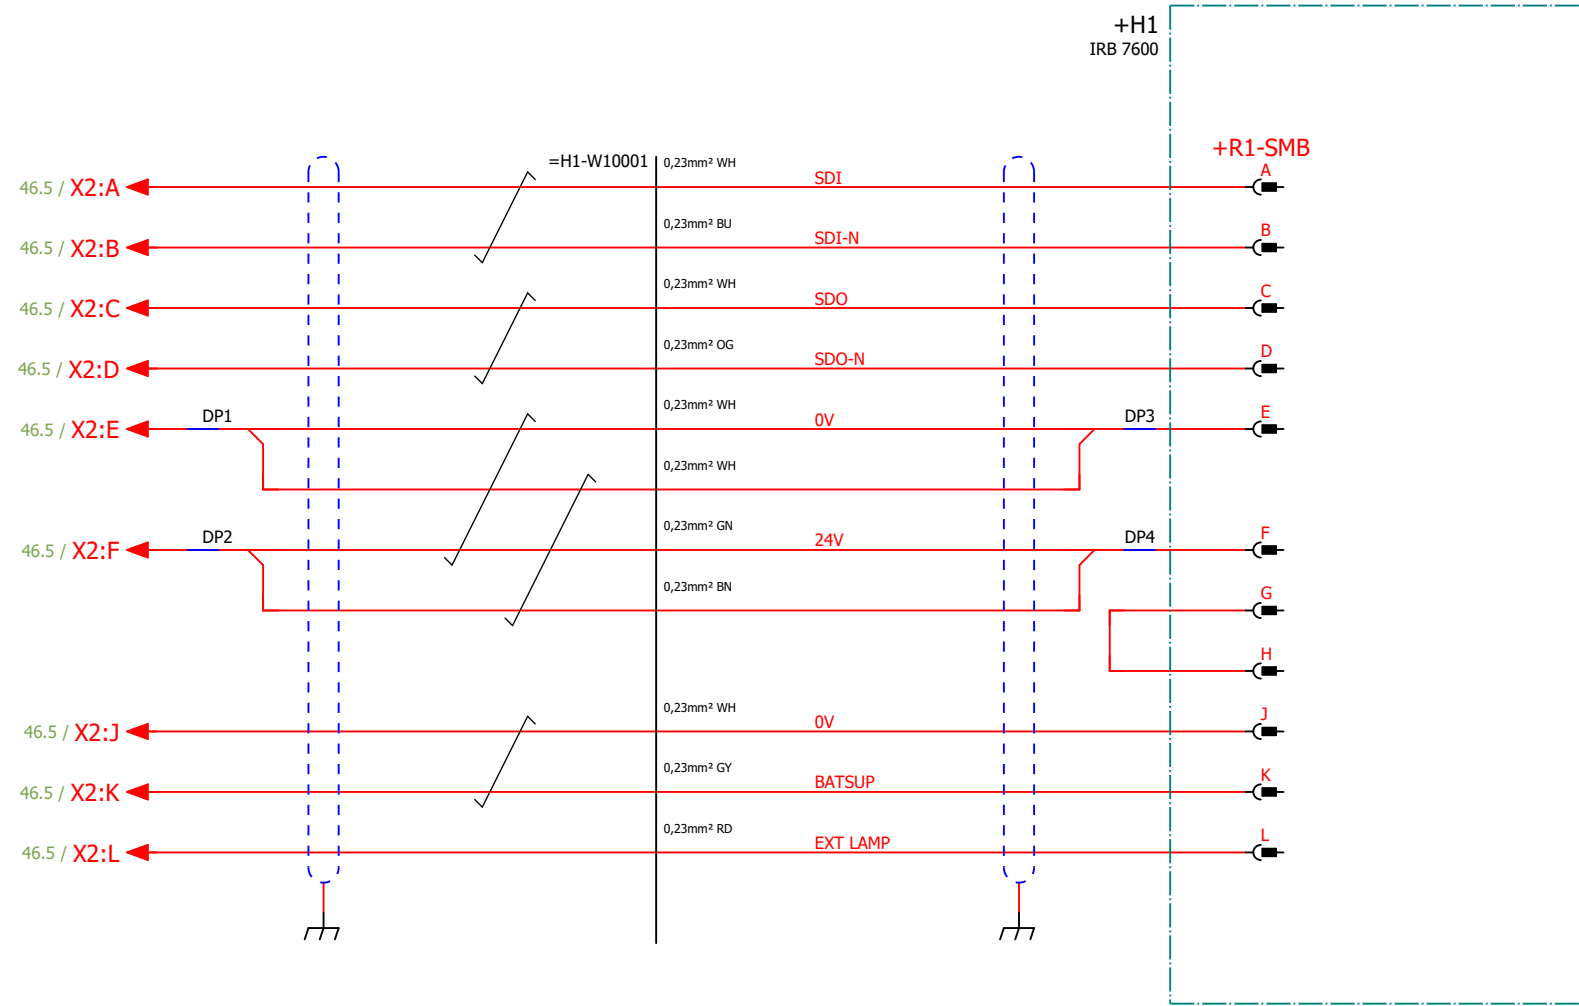 +H1
IRB 7600
+R1-SMB
=H1-W10001
0,23mm² WH
46.5 / X2:A
SDI
A
0,23mm² BU
46.5 / X2:B
SDI-N
B
0,23mm² WH
46.5 / X2:C
SDO
C
0,23mm² OG
46.5 / X2:D
SDO-N
D
0,23mm² WH
46.5 / X2:E
DP1
0V
DP3
E
0,23mm² WH
0,23mm² GN
46.5 / X2:F
DP2
24V
DP4
F
0,23mm² BN
G
H
0,23mm² WH
46.5 / X2:J
0V
J
0,23mm² GY
46.5 / X2:K
BATSUP
K
0,23mm² RD
46.5 / X2:L
EXT LAMP
L